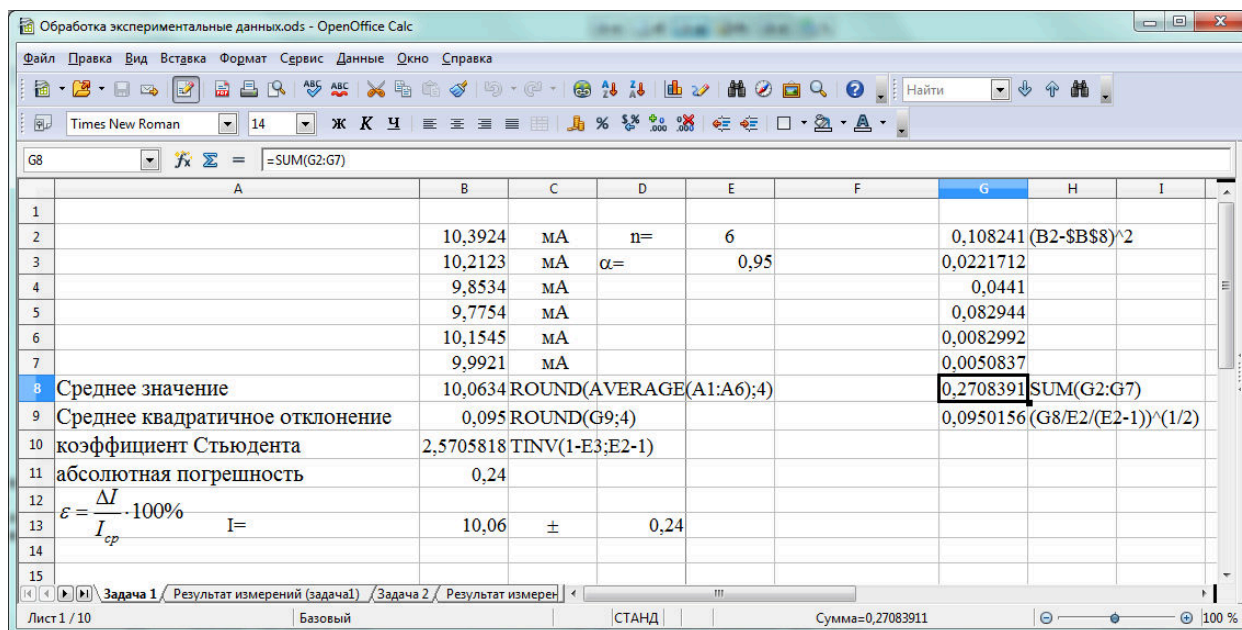 Обработка экспериментальные данных.ods - OpenOffice Calc
Файл Правка Вид Вставка Формат Сервис Данные Окно Справка
Найти
Times New Roman 14 Ж К Ч
G8 =SUM(G2:G7)
A B C D E F G H I
1
2 10,3924 мА n= 6 0,108241 (B2-$B$8)^2
3 10,2123 мА α= 0,95 0,0221712
4 9,8534 мА 0,0441
5 9,7754 мА 0,082944
6 10,1545 мА 0,0082992
7 9,9921 мА 0,0050837
8 Среднее значение 10,0634 ROUND(AVERAGE(A1:A6);4) 0,2708391 SUM(G2:G7)
9 Среднее квадратичное отклонение 0,095 ROUND(G9;4) 0,0950156 (G8/E2/(E2-1))^(1/2)
10 коэффициент Стьюдента 2,5705818 TINV(1-E3;E2-1)
11 абсолютная погрешность 0,24
12 ε = ΔI / I ср · 100%
13 I= 10,06 ± 0,24
14
15
Задача 1 Результат измерений (задача1) Задача 2 Результат измерен
Лист 1 / 10 Базовый СТАНД Сумма=0,27083911 100 %